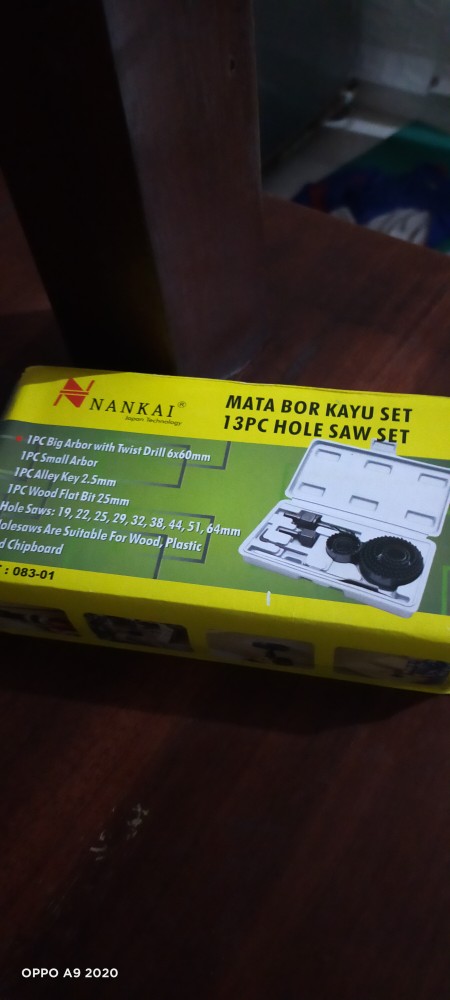 NANKAI®
Japan Technology
MATA BOR KAYU SET
13PC HOLE SAW SET
1PC Big Arbor with Twist Drill 6x60mm
1PC Small Arbor
1PC Alley Key 2.5mm
1PC Wood Flat Bit 25mm
Hole Saws: 19, 22, 25, 29, 32, 38, 44, 51, 64mm
Holesaws Are Suitable For Wood, Plastic
d Chipboard
: 083-01
OPPO A9 2020